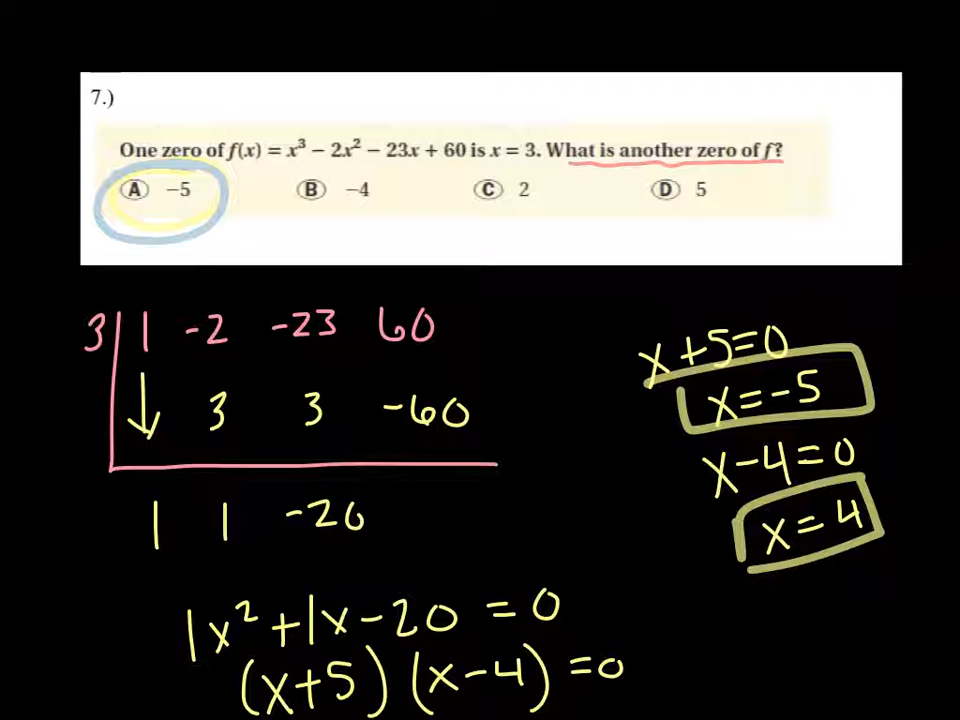 7.)
One zero of f(x) = x³ − 2x² − 23x + 60 is x = 3. What is another zero of f?
A −5 B −4 C 2 D 5
3 1 -2 -23 60
3 3 -60
1 1 -20
x+5=0
x=-5
x-4=0
x=4
1x²+1x-20=0
(x+5)(x-4)=0